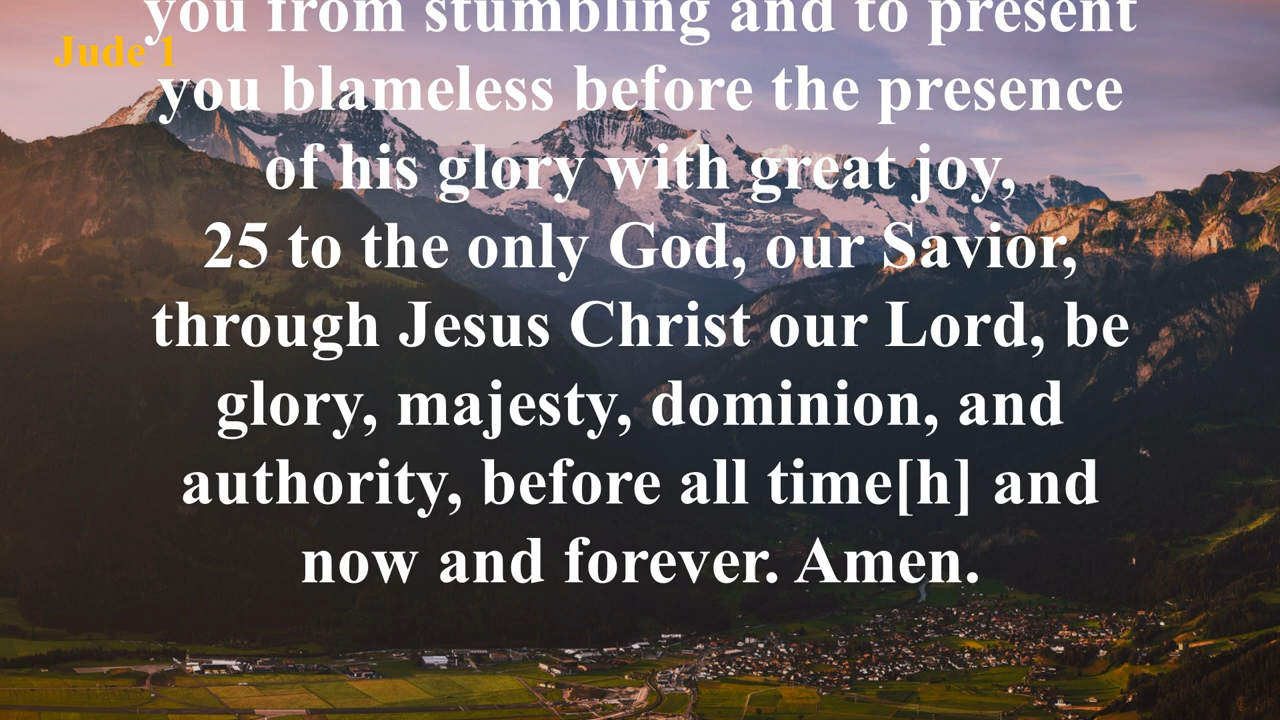 you from stumbling and to present
Jude 1
you blameless before the presence
of his glory with great joy,
25 to the only God, our Savior,
through Jesus Christ our Lord, be
glory, majesty, dominion, and
authority, before all time[h] and
now and forever. Amen.